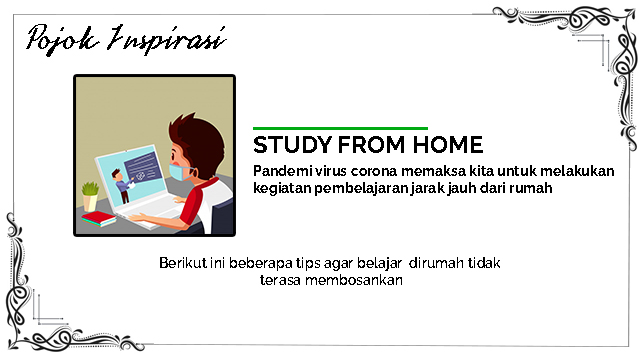 Pojok Inspirasi
STUDY FROM HOME
Pandemi virus corona memaksa kita untuk melakukan
kegiatan pembelajaran jarak jauh dari rumah
Berikut ini beberapa tips agar belajar dirumah tidak
terasa membosankan